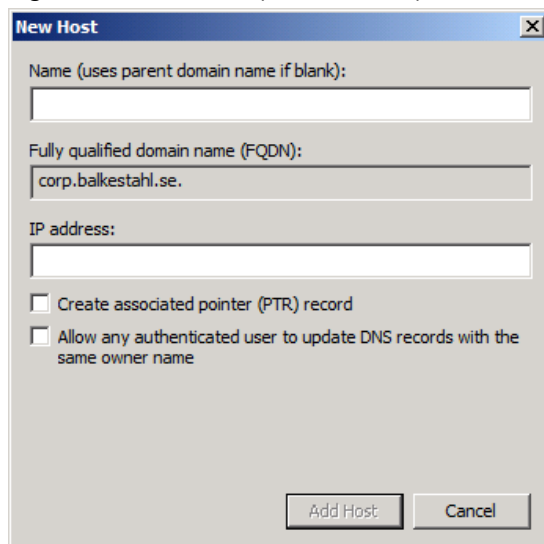 New Host
Name (uses parent domain name if blank):
Fully qualified domain name (FQDN):
corp.balkestahl.se.
IP address:
Create associated pointer (PTR) record
Allow any authenticated user to update DNS records with the
same owner name
Add Host
Cancel